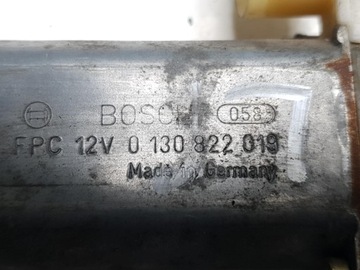 BOSCH 058
FPC 12V 0 130 822 019
Made in Germany